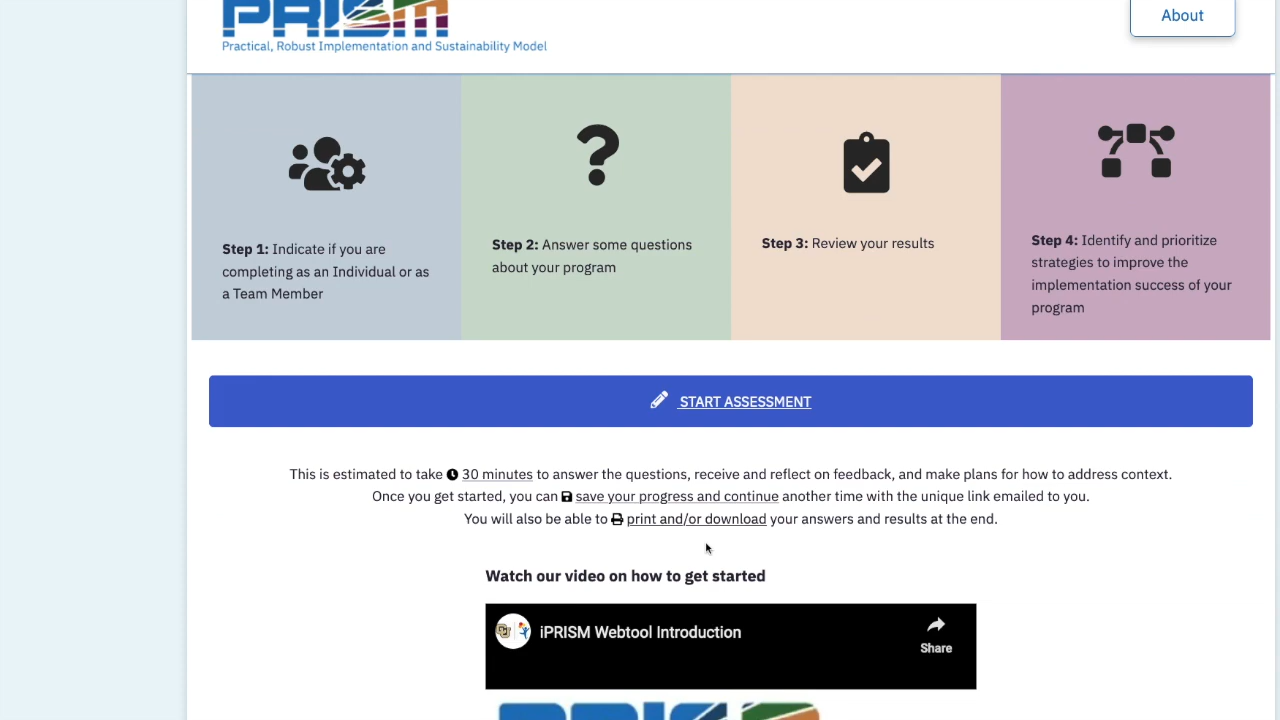 PRISM
Practical, Robust Implementation and Sustainability Model
About
Step 1: Indicate if you are
completing as an Individual or as
a Team Member
Step 2: Answer some questions
about your program
Step 3: Review your results
Step 4: Identify and prioritize
strategies to improve the
implementation success of your
program
START ASSESSMENT
This is estimated to take 30 minutes to answer the questions, receive and reflect on feedback, and make plans for how to address context.
Once you get started, you can save your progress and continue another time with the unique link emailed to you.
You will also be able to print and/or download your answers and results at the end.
Watch our video on how to get started
iPRISM Webtool Introduction
Share